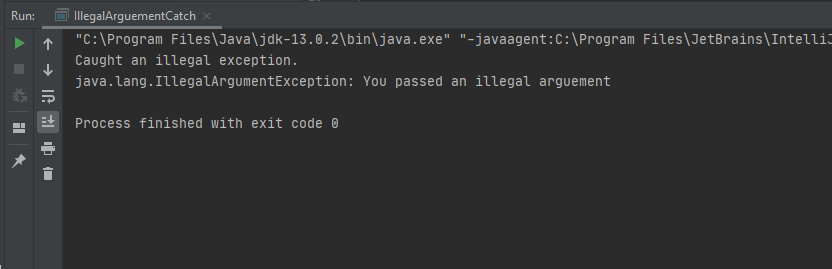 Run: IllegalArguementCatch
"C:\Program Files\Java\jdk-13.0.2\bin\java.exe" "-javaagent:C:\Program Files\JetBrains\IntelliJ
Caught an illegal exception.
java.lang.IllegalArgumentException: You passed an illegal arguement
Process finished with exit code 0